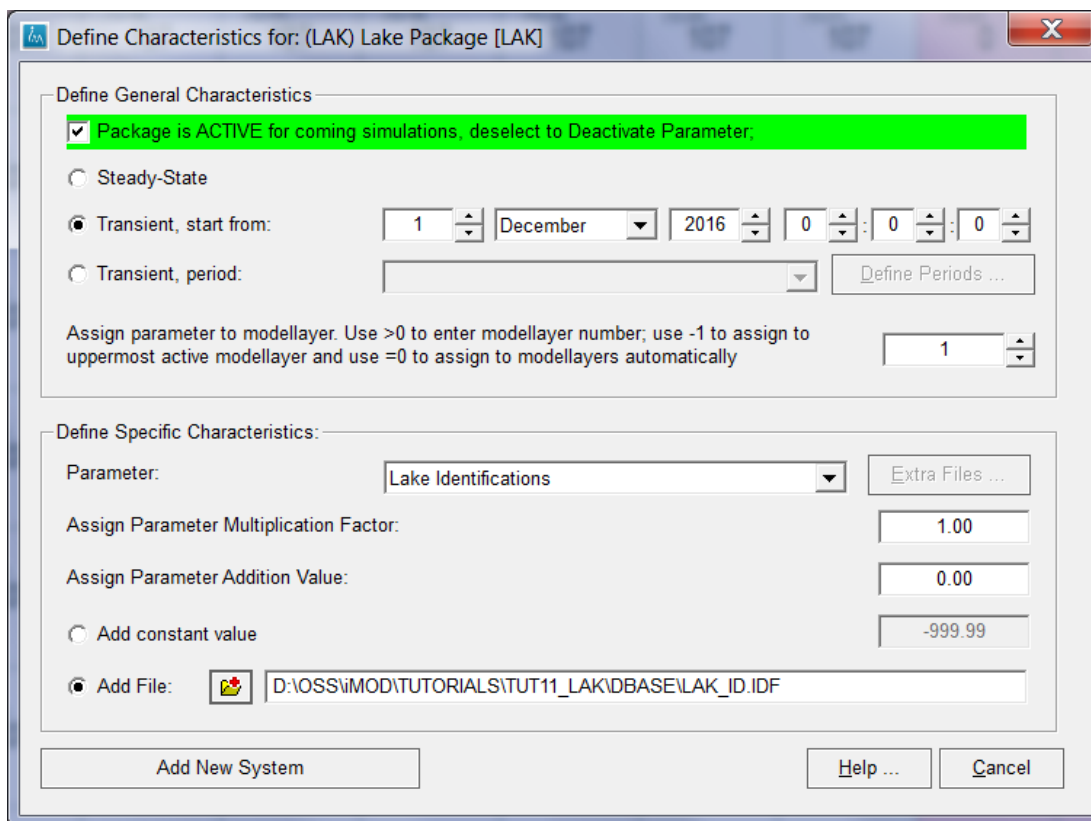 Define Characteristics for: (LAK) Lake Package [LAK]
Define General Characteristics
Package is ACTIVE for coming simulations, deselect to Deactivate Parameter;
Steady-State
Transient, start from: 1 December 2016 0 : 0 : 0
Transient, period: Define Periods ...
Assign parameter to modellayer. Use >0 to enter modellayer number; use -1 to assign to
uppermost active modellayer and use =0 to assign to modellayers automatically
1
Define Specific Characteristics:
Parameter: Lake Identifications Extra Files ...
Assign Parameter Multiplication Factor: 1.00
Assign Parameter Addition Value: 0.00
Add constant value -999.99
Add File: D:\OSS\iMOD\TUTORIALS\TUT11_LAK\DBASE\LAK_ID.IDF
Add New System Help ... Cancel